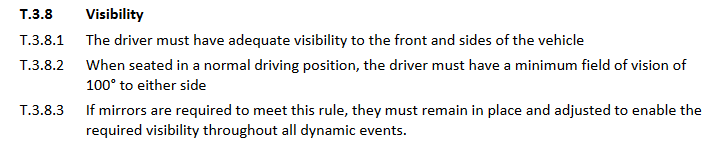 T.3.8 Visibility
T.3.8.1 The driver must have adequate visibility to the front and sides of the vehicle
T.3.8.2 When seated in a normal driving position, the driver must have a minimum field of vision of
100° to either side
T.3.8.3 If mirrors are required to meet this rule, they must remain in place and adjusted to enable the
required visibility throughout all dynamic events.